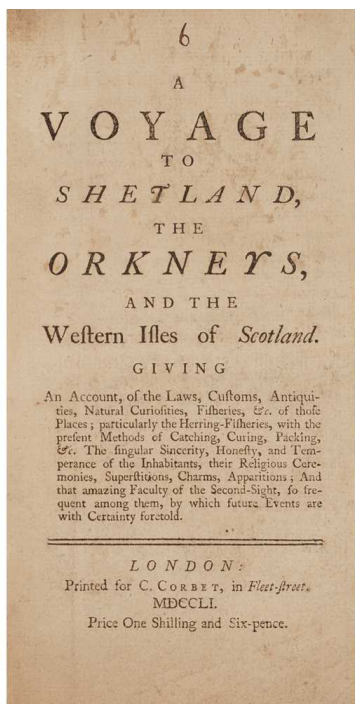 6
A
VOYAGE
TO
SHETLAND,
THE
ORKNEYS,
AND THE
Weſtern Iſles of Scotland.
GIVING
An Account, of the Laws, Cuſtoms, Antiqui-
ties, Natural Curioſities, Fiſheries, &c. of thoſe
Places; particularly the Herring-Fiſheries, with the
preſent Methods of Catching, Curing, Packing,
&c. The ſingular Sincerity, Honeſty, and Tem-
perance of the Inhabitants, their Religious Cere-
monies, Superſtitions, Charms, Apparitions; And
that amazing Faculty of the Second-Sight, ſo fre-
quent among them, by which future Events are
with Certainty foretold.
LONDON:
Printed for C. CORBET, in Fleet-ſtreet.
MDCCLI.
Price One Shilling and Six-pence.